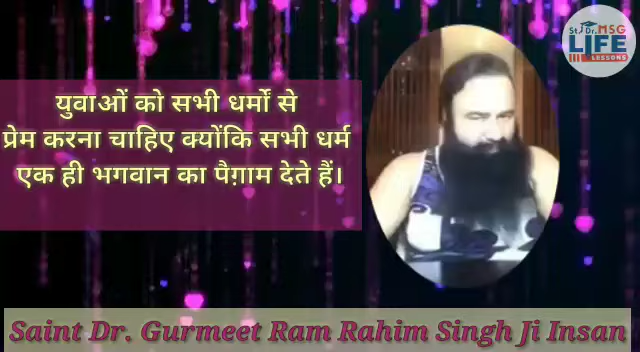 St. Dr. MSG
LIFE
LESSONS
युवाओं को सभी धर्मों से
प्रेम करना चाहिए क्योंकि सभी धर्म
एक ही भगवान का पैग़ाम देते हैं।
Saint Dr. Gurmeet Ram Rahim Singh Ji Insan